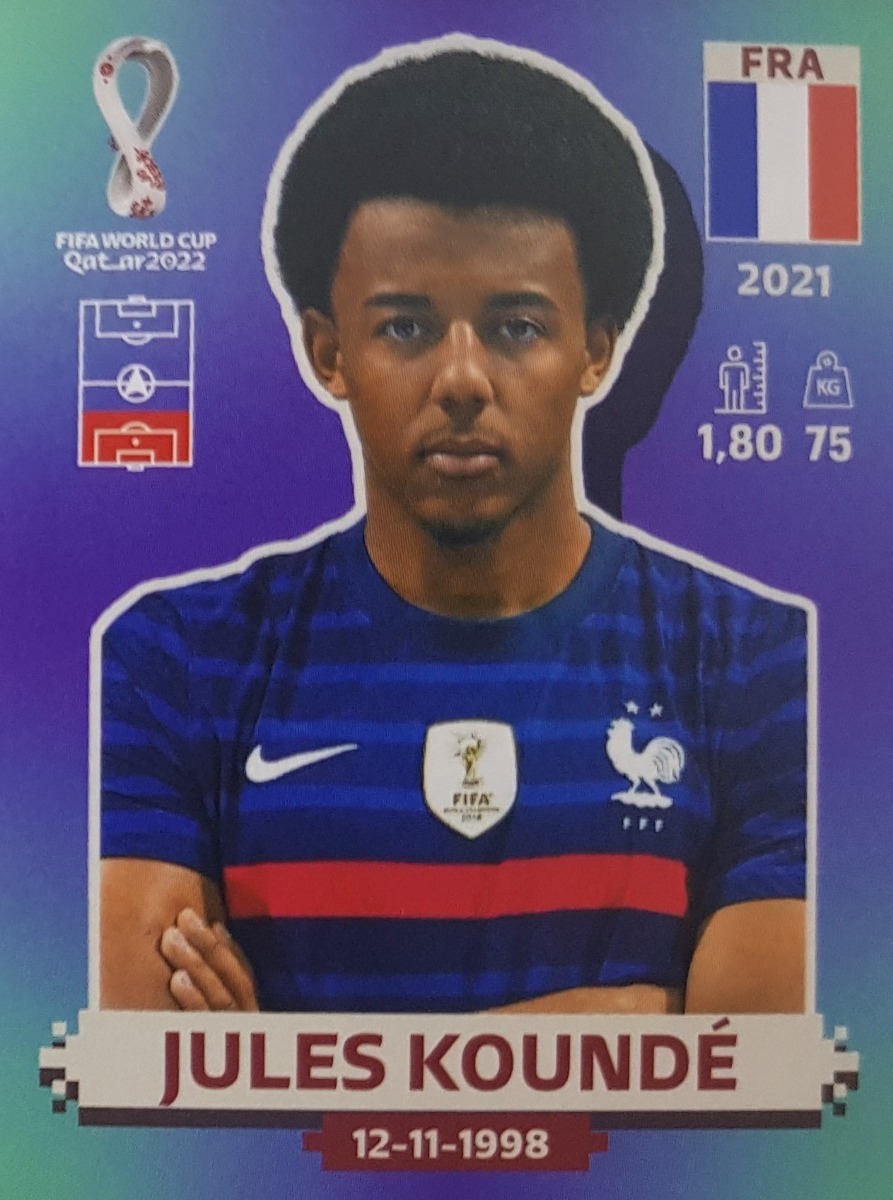 FIFA WORLD CUP
Qatar2022
FRA
2021
KG
1,80 75
FIFA
FFF
JULES KOUNDÉ
12-11-1998